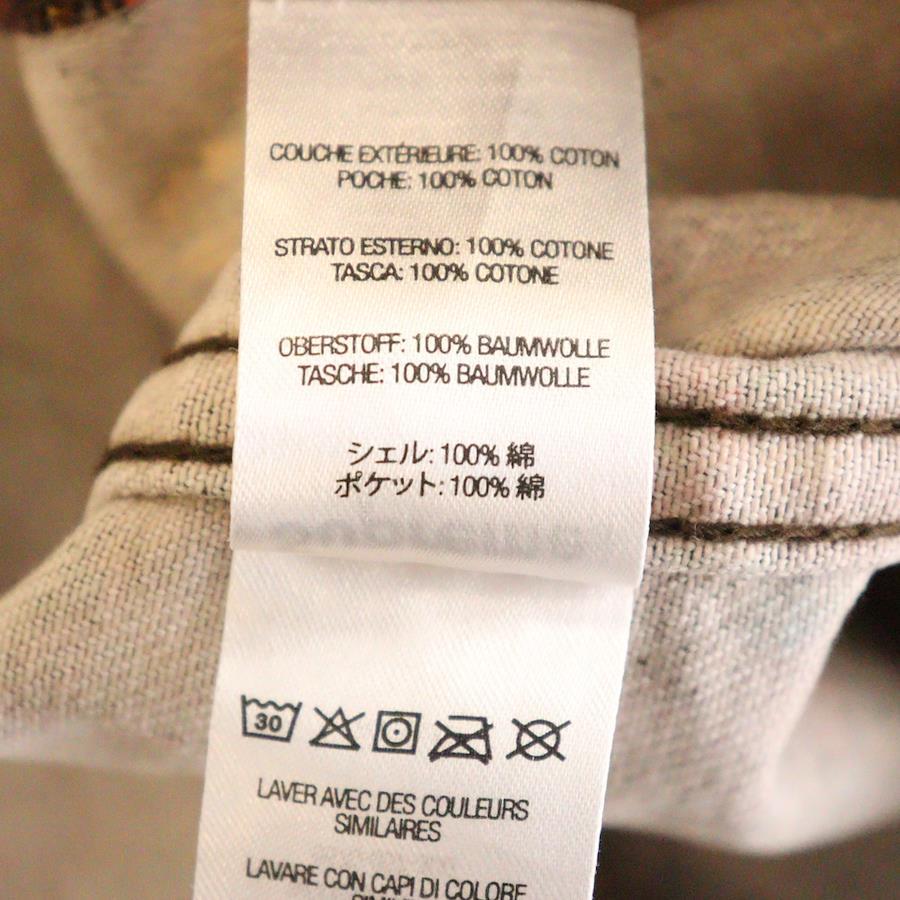 COUCHE EXTÉRIEURE: 100% COTON
POCHE: 100% COTON
STRATO ESTERNO: 100% COTONE
TASCA: 100% COTONE
OBERSTOFF: 100% BAUMWOLLE
TASCHE: 100% BAUMWOLLE
シェル: 100% 綿
ポケット: 100% 綿
30
LAVER AVEC DES COULEURS
SIMILAIRES
LAVARE CON CAPI DI COLORE